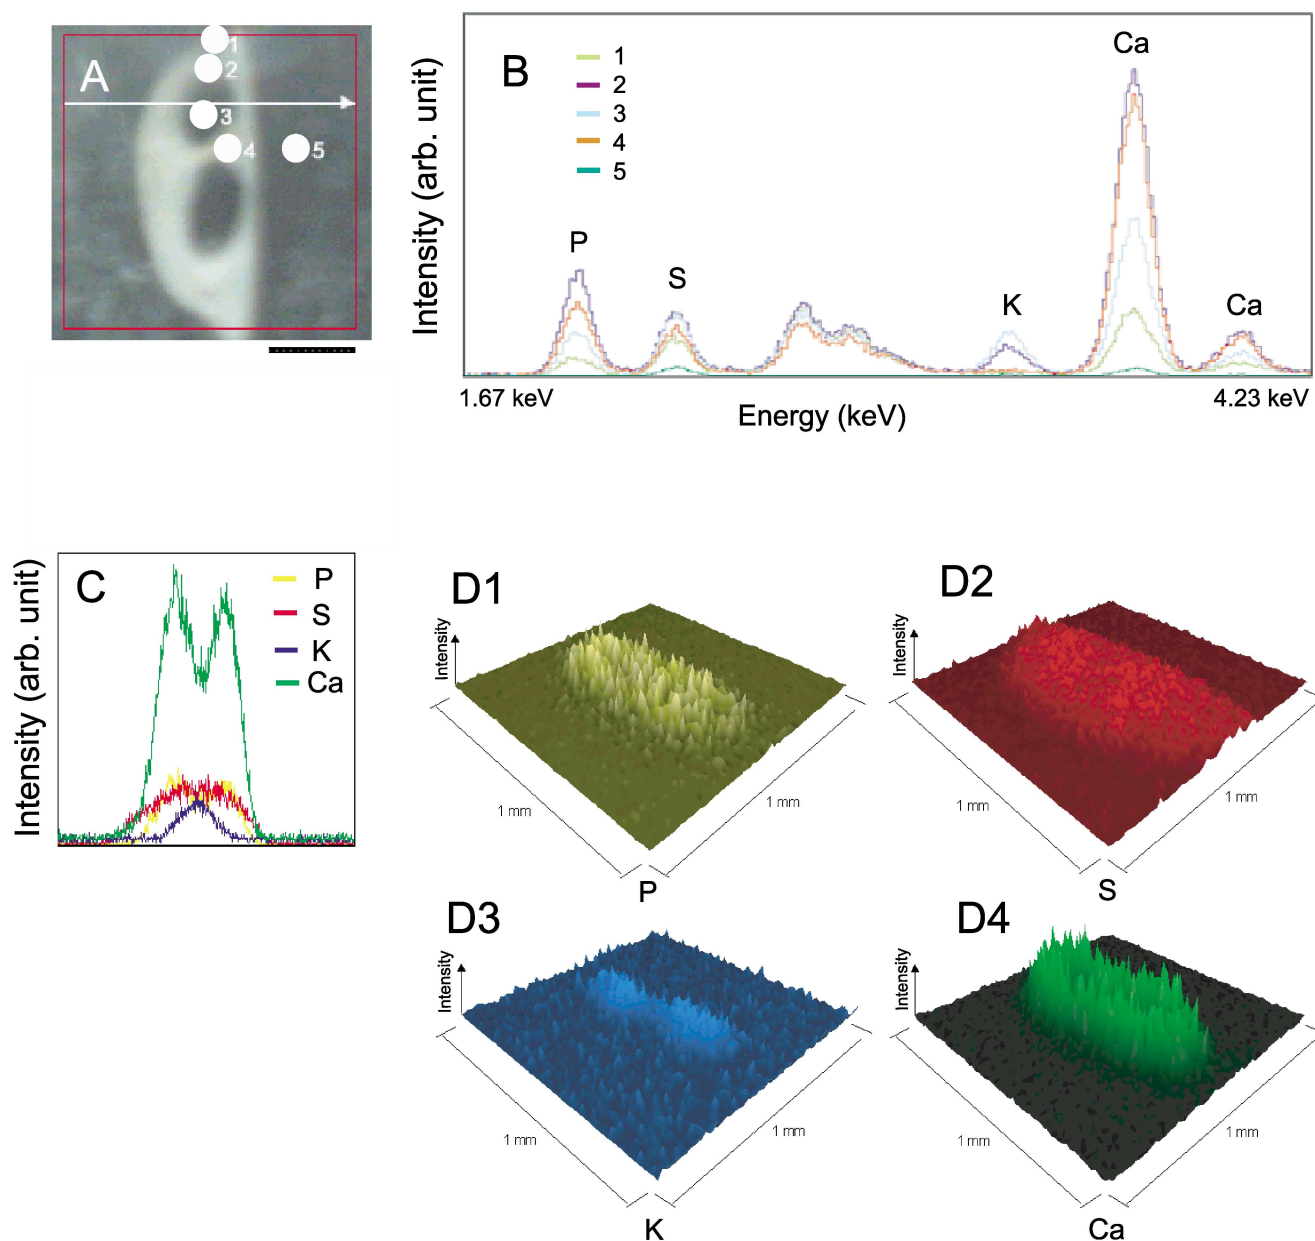 A
1
2
3
4
5
B
1
2
3
4
5
P
S
K
Ca
Ca
Intensity (arb. unit)
1.67 keV
4.23 keV
Energy (keV)
C
P
S
K
Ca
Intensity (arb. unit)
D1
Intensity
1 mm
1 mm
P
D2
Intensity
1 mm
1 mm
S
D3
Intensity
1 mm
1 mm
K
D4
Intensity
1 mm
1 mm
Ca